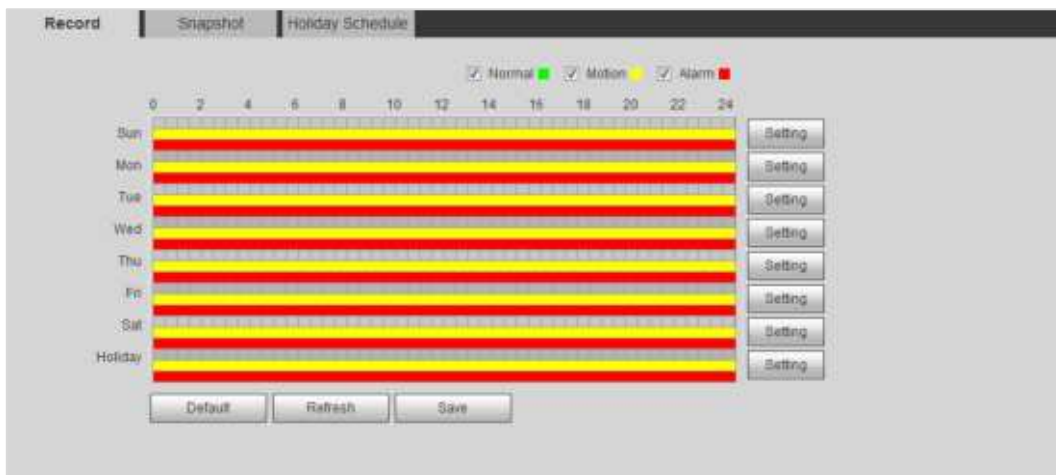 Record Snapshot Holiday Schedule
Normal Motion Alarm
0 2 4 6 8 10 12 14 16 18 20 22 24
Sun Setting
Mon Setting
Tue Setting
Wed Setting
Thu Setting
Fri Setting
Sat Setting
Holiday Setting
Default Refresh Save